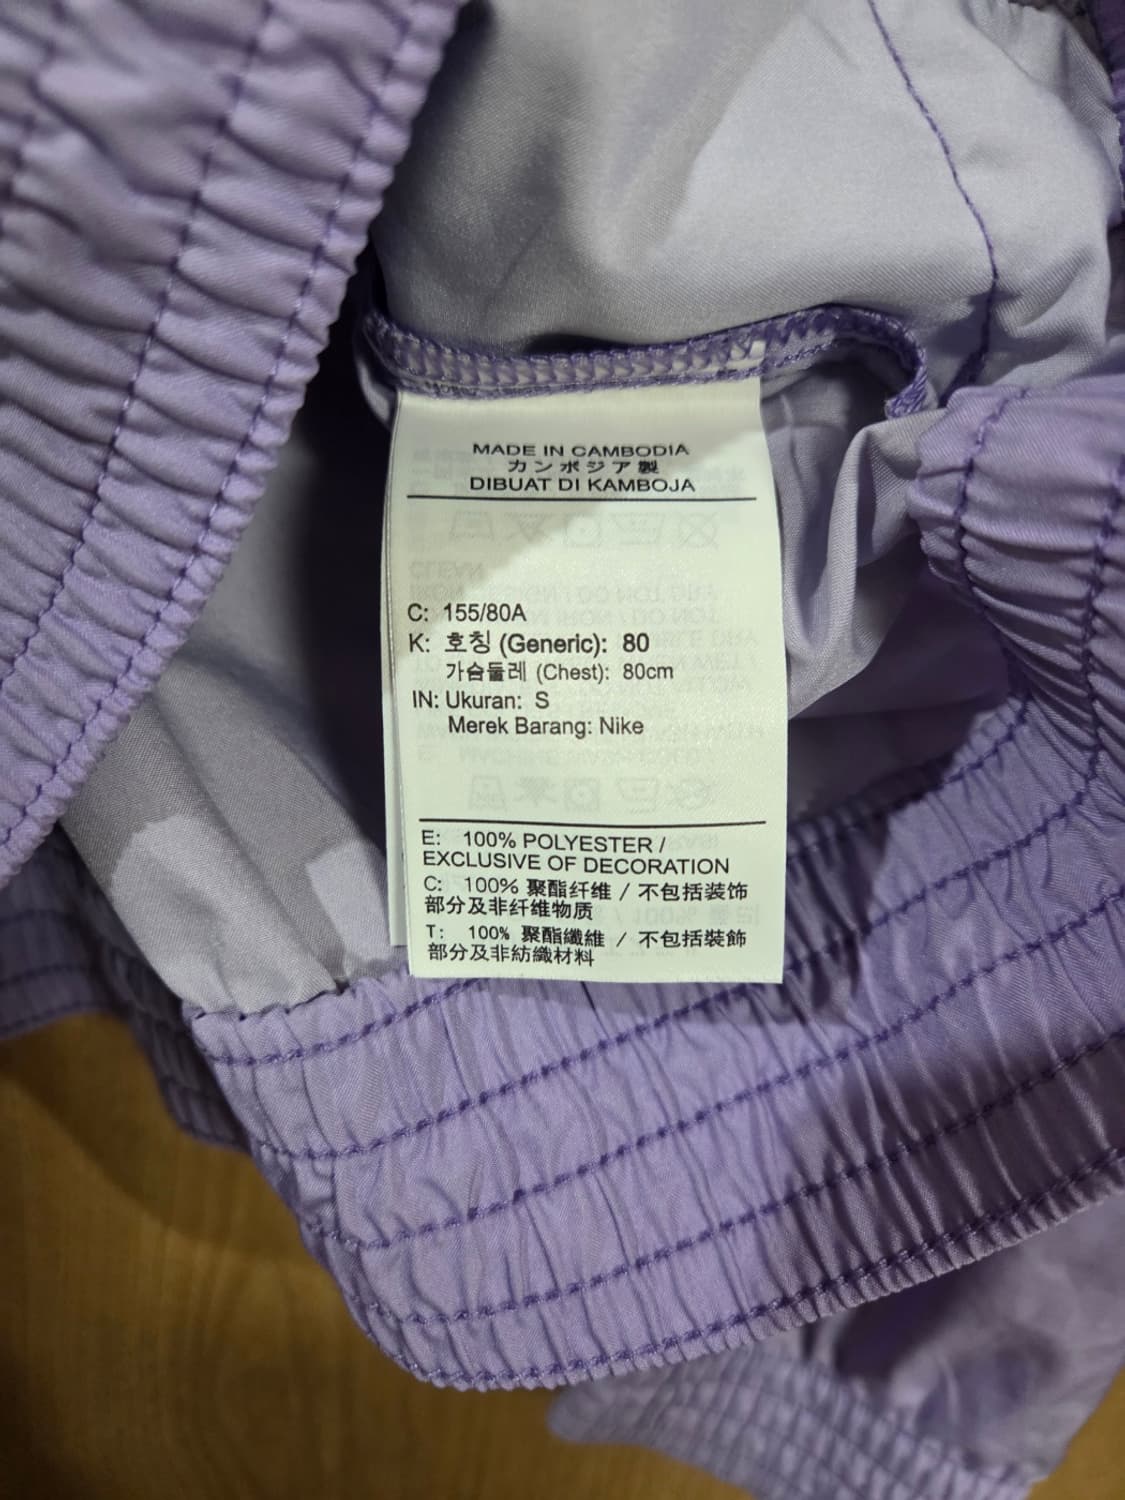 MADE IN CAMBODIA
カンボジア製
DIBUAT DI KAMBOJA
C: 155/80A
K: 호칭 (Generic): 80
가슴둘레 (Chest): 80cm
IN: Ukuran: S
Merek Barang: Nike
E: 100% POLYESTER /
EXCLUSIVE OF DECORATION
C: 100% 聚酯纤维 / 不包括装饰
部分及非纤维物质
T: 100% 聚酯纖維 / 不包括裝飾
部分及非紡織材料